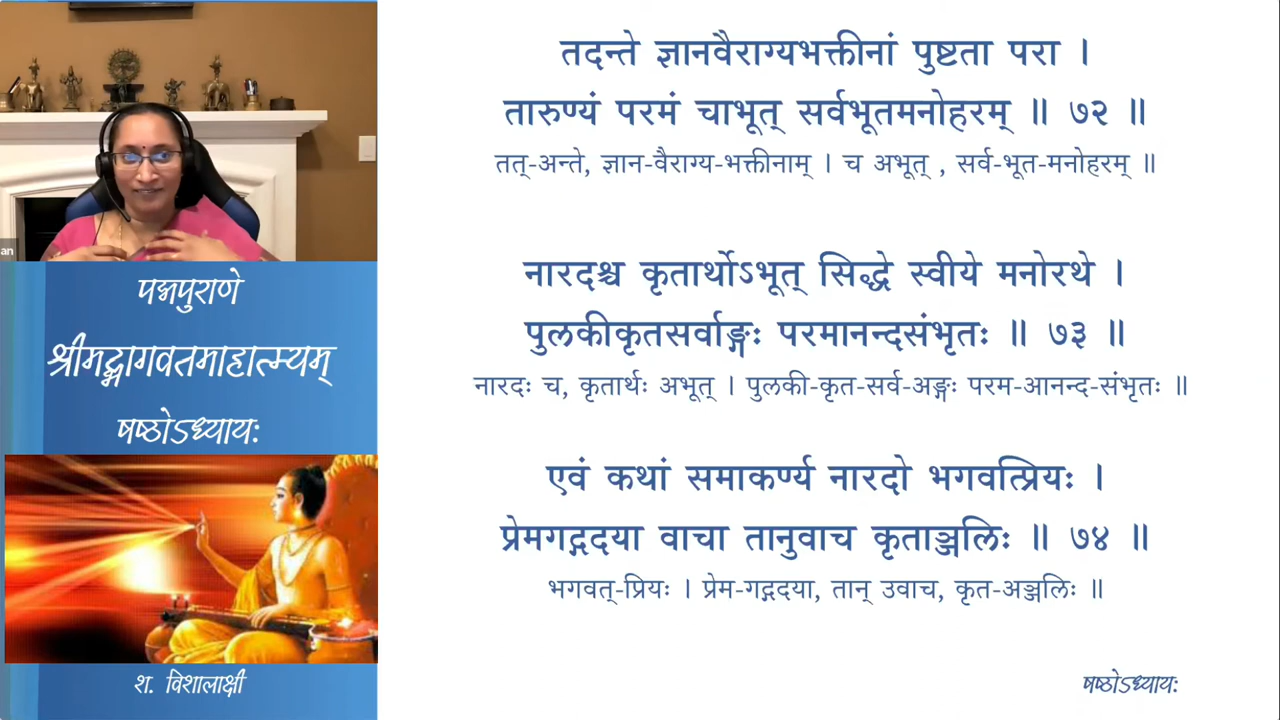 an
पद्मपुराणे
श्रीमद्भागवतमाहात्म्यम्
षष्ठोऽध्यायः
श. विशालाक्षी
तदन्ते ज्ञानवैराग्यभक्तीनां पुष्टता परा ।
तारुण्यं परमं चाभूत् सर्वभूतमनोहरम् ॥ ७२ ॥
तत्-अन्ते, ज्ञान-वैराग्य-भक्तीनाम् । च अभूत् , सर्व-भूत-मनोहरम् ॥
नारदश्च कृतार्थोऽभूत् सिद्धे स्वीये मनोरथे ।
पुलकीकृतसर्वाङ्गः परमानन्दसंभृतः ॥ ७३ ॥
नारदः च, कृतार्थः अभूत् । पुलकी-कृत-सर्व-अङ्गः परम-आनन्द-संभृतः ॥
एवं कथां समाकर्ण्य नारदो भगवत्प्रियः ।
प्रेमगद्गदया वाचा तानुवाच कृताञ्जलिः ॥ ७४ ॥
भगवत्-प्रियः । प्रेम-गद्गदया, तान् उवाच, कृत-अञ्जलिः ॥
षष्ठोऽध्यायः